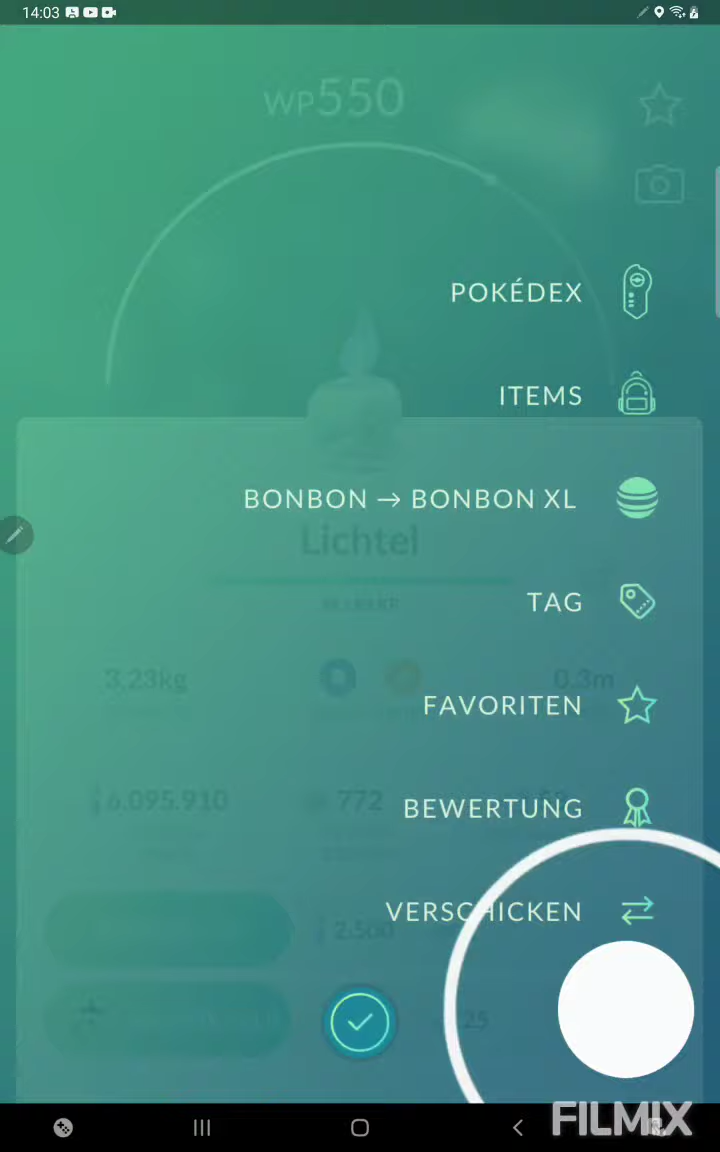 14:03
WP550
POKÉDEX
ITEMS
BONBON → BONBON XL
Lichtel
TAG
3.23kg
0.3m
FAVORITEN
6.095.910
772
BEWERTUNG
VERSCHICKEN
2.500
25
FILMIX